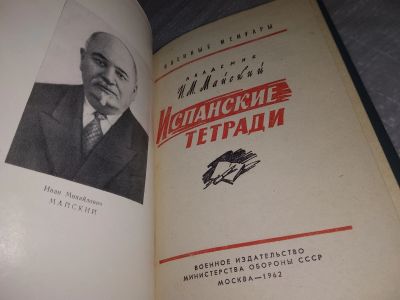 Иван Михайлович
МАЙСКИЙ
ВОЕННЫЕ МЕМУАРЫ
АКАДЕМИК
И.М.Майский
ИСПАНСКИЕ
ТЕТРАДИ
ВОЕННОЕ ИЗДАТЕЛЬСТВО
МИНИСТЕРСТВА ОБОРОНЫ СССР
МОСКВА—1962